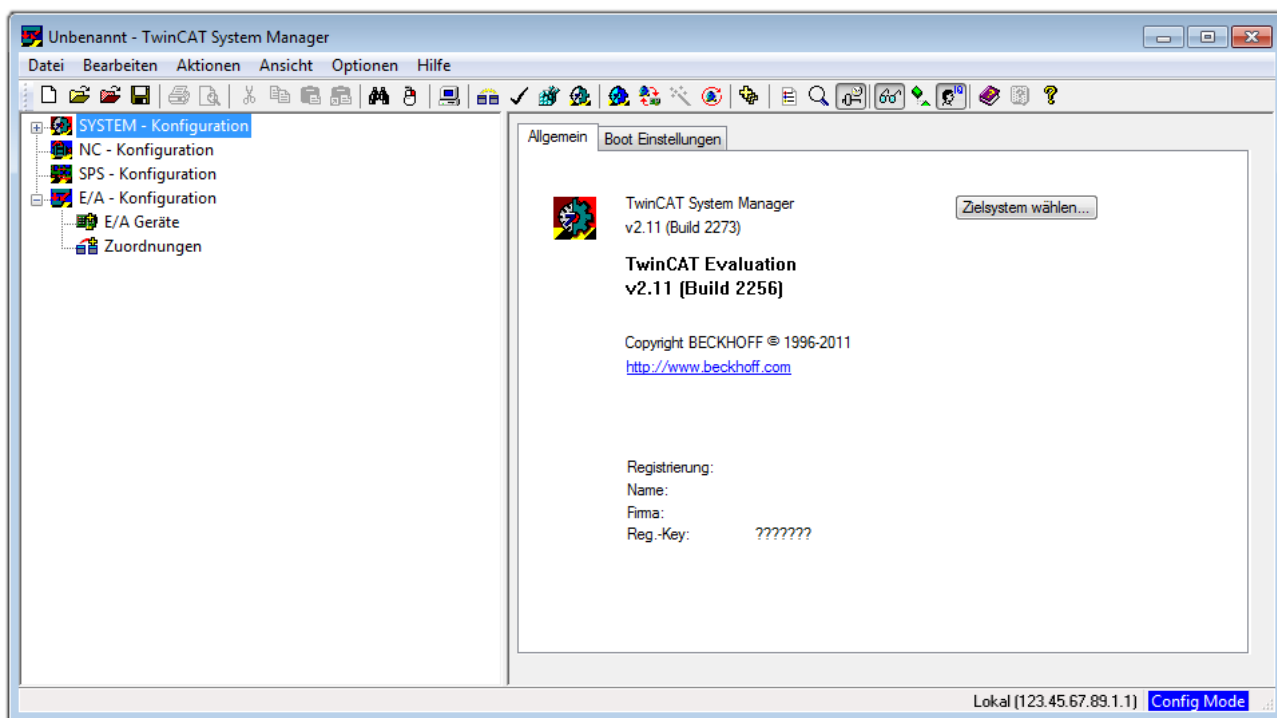 Unbenannt - TwinCAT System Manager
Datei Bearbeiten Aktionen Ansicht Optionen Hilfe
SYSTEM - Konfiguration
NC - Konfiguration
SPS - Konfiguration
E/A - Konfiguration
E/A Geräte
Zuordnungen
Allgemein Boot Einstellungen
TwinCAT System Manager
v2.11 (Build 2273)
Zielsystem wählen...
TwinCAT Evaluation
v2.11 (Build 2256)
Copyright BECKHOFF © 1996-2011
http://www.beckhoff.com
Registrierung:
Name:
Firma:
Reg.-Key: ???????
Lokal (123.45.67.89.1.1) Config Mode